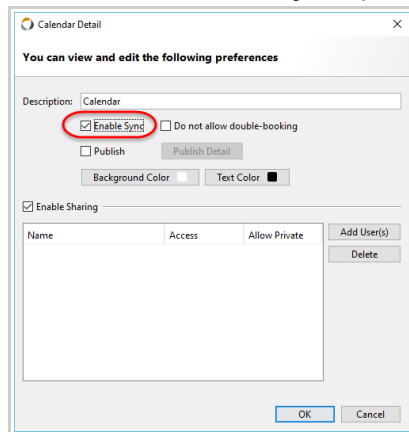 Calendar Detail
You can view and edit the following preferences
Description: Calendar
Enable Sync Do not allow double-booking
Publish Publish Detail
Background Color Text Color
Enable Sharing
Name Access Allow Private Add User(s)
Delete
OK Cancel